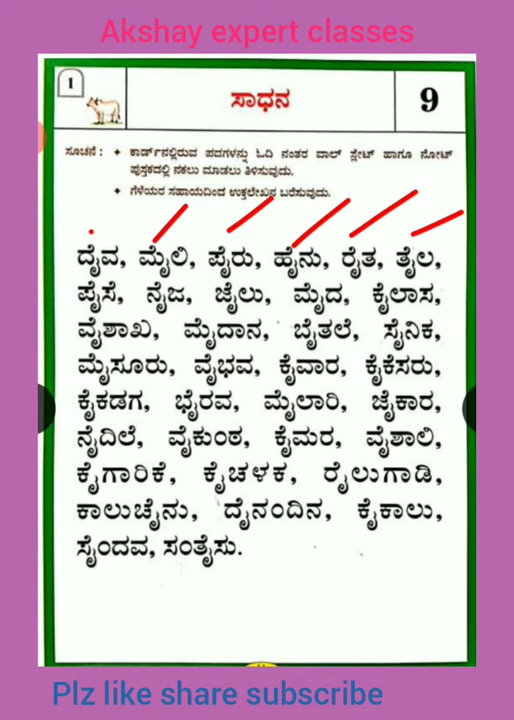 Akshay expert classes
1
ಸಾಧನ
9
ಸೂಚನೆ : + ಕಾರ್ಡ್‌ನಲ್ಲಿರುವ ಪದಗಳನ್ನು ಓದಿ ನಂತರ ವಾಲ್ ಸ್ಲೇಟ್ ಹಾಗೂ ನೋಟ್
ಪುಸ್ತಕದಲ್ಲಿ ನಕಲು ಮಾಡಲು ತಿಳಿಸುವುದು.
+ ಗೆಳೆಯರ ಸಹಾಯದಿಂದ ಉಕ್ತಲೇಖನ ಬರೆಸುವುದು.
ದೈವ, ಮೈಲಿ, ಪೈರು, ಹೈನು, ರೈತ, ತೈಲ,
ಪೈಸೆ, ನೈಜ, ಜೈಲು, ಮೈದ, ಕೈಲಾಸ,
ವೈಶಾಖ, ಮೈದಾನ, ಬೈತಲೆ, ಸೈನಿಕ,
ಮೈಸೂರು, ವೈಭವ, ಕೈವಾರ, ಕೈಕೆಸರು,
ಕೈಕಡಗ, ಭೈರವ, ಮೈಲಾರಿ, ಜೈಕಾರ,
ನೈದಿಲೆ, ವೈಕುಂಠ, ಕೈಮರ, ವೈಶಾಲಿ,
ಕೈಗಾರಿಕೆ, ಕೈಚಳಕ, ರೈಲುಗಾಡಿ,
ಕಾಲುಚೈನು, ದೈನಂದಿನ, ಕೈಕಾಲು,
ಸೈಂದವ, ಸಂತೈಸು.
Plz like share subscribe